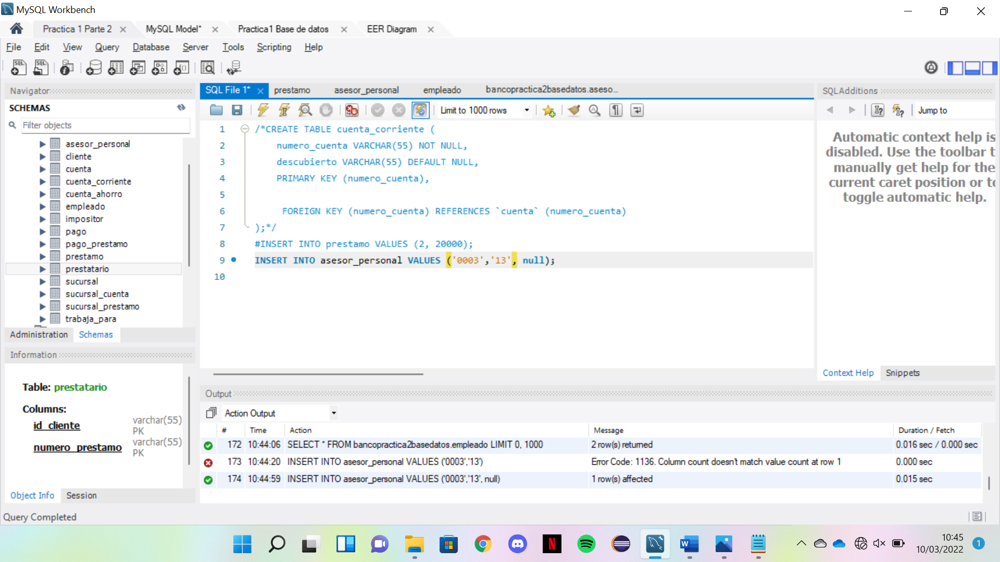 MySQL Workbench
Practica 1 Parte 2
MySQL Model*
Practica1 Base de datos
EER Diagram
File Edit View Query Database Server Tools Scripting Help
Navigator
SCHEMAS
Filter objects
asesor_personal
cliente
cuenta
cuenta_corriente
cuenta_ahorro
empleado
impositor
pago
pago_prestamo
prestamo
prestatario
sucursal
sucursal_cuenta
sucursal_prestamo
trabaja_para
Administration Schemas
Information
Table: prestatario
Columns:
id_cliente varchar(55) PK
numero_prestamo varchar(55) PK
Object Info Session
Query Completed
SQL File 1* prestamo asesor_personal empleado bancopractica2basedatos.aseso...
Limit to 1000 rows
1 /*CREATE TABLE cuenta_corriente (
2 numero_cuenta VARCHAR(55) NOT NULL,
3 descubierto VARCHAR(55) DEFAULT NULL,
4 PRIMARY KEY (numero_cuenta),
5
6 FOREIGN KEY (numero_cuenta) REFERENCES `cuenta` (numero_cuenta)
7 );*/
8 #INSERT INTO prestamo VALUES (2, 20000);
9 INSERT INTO asesor_personal VALUES ('0003','13', null);
10
SQLAdditions
Jump to
Automatic context help is
disabled. Use the toolbar t
manually get help for the
current caret position or to
toggle automatic help.
Context Help Snippets
Output
Action Output
# Time Action Message Duration / Fetch
172 10:44:06 SELECT * FROM bancopractica2basedatos.empleado LIMIT 0, 1000 2 row(s) returned 0.016 sec / 0.000 sec
173 10:44:20 INSERT INTO asesor_personal VALUES ('0003','13') Error Code: 1136. Column count doesn't match value count at row 1 0.000 sec
174 10:44:59 INSERT INTO asesor_personal VALUES ('0003','13', null) 1 row(s) affected 0.015 sec
10:45
10/03/2022
1